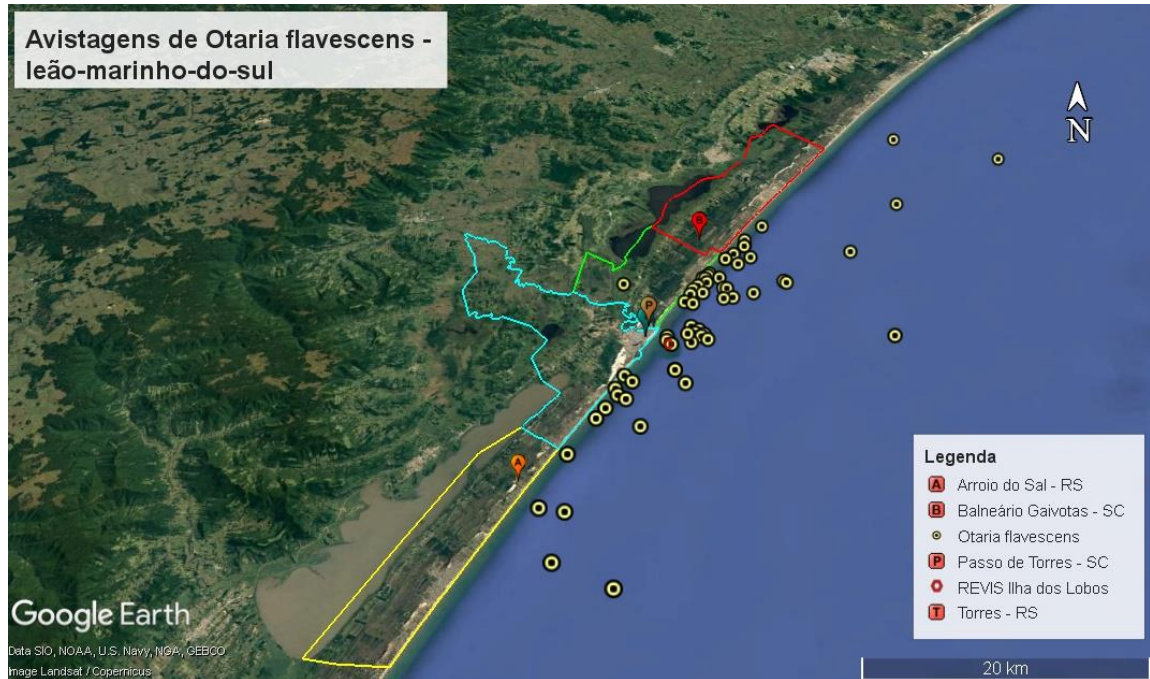 Avistagens de Otaria flavescens -
leão-marinho-do-sul
N
B
P
A
Legenda
A Arroio do Sal - RS
B Balneário Gaivotas - SC
Otaria flavescens
P Passo de Torres - SC
REVIS Ilha dos Lobos
T Torres - RS
Google Earth
Data SIO, NOAA, U.S. Navy, NGA, GEBCO
Image Landsat / Copernicus
20 km